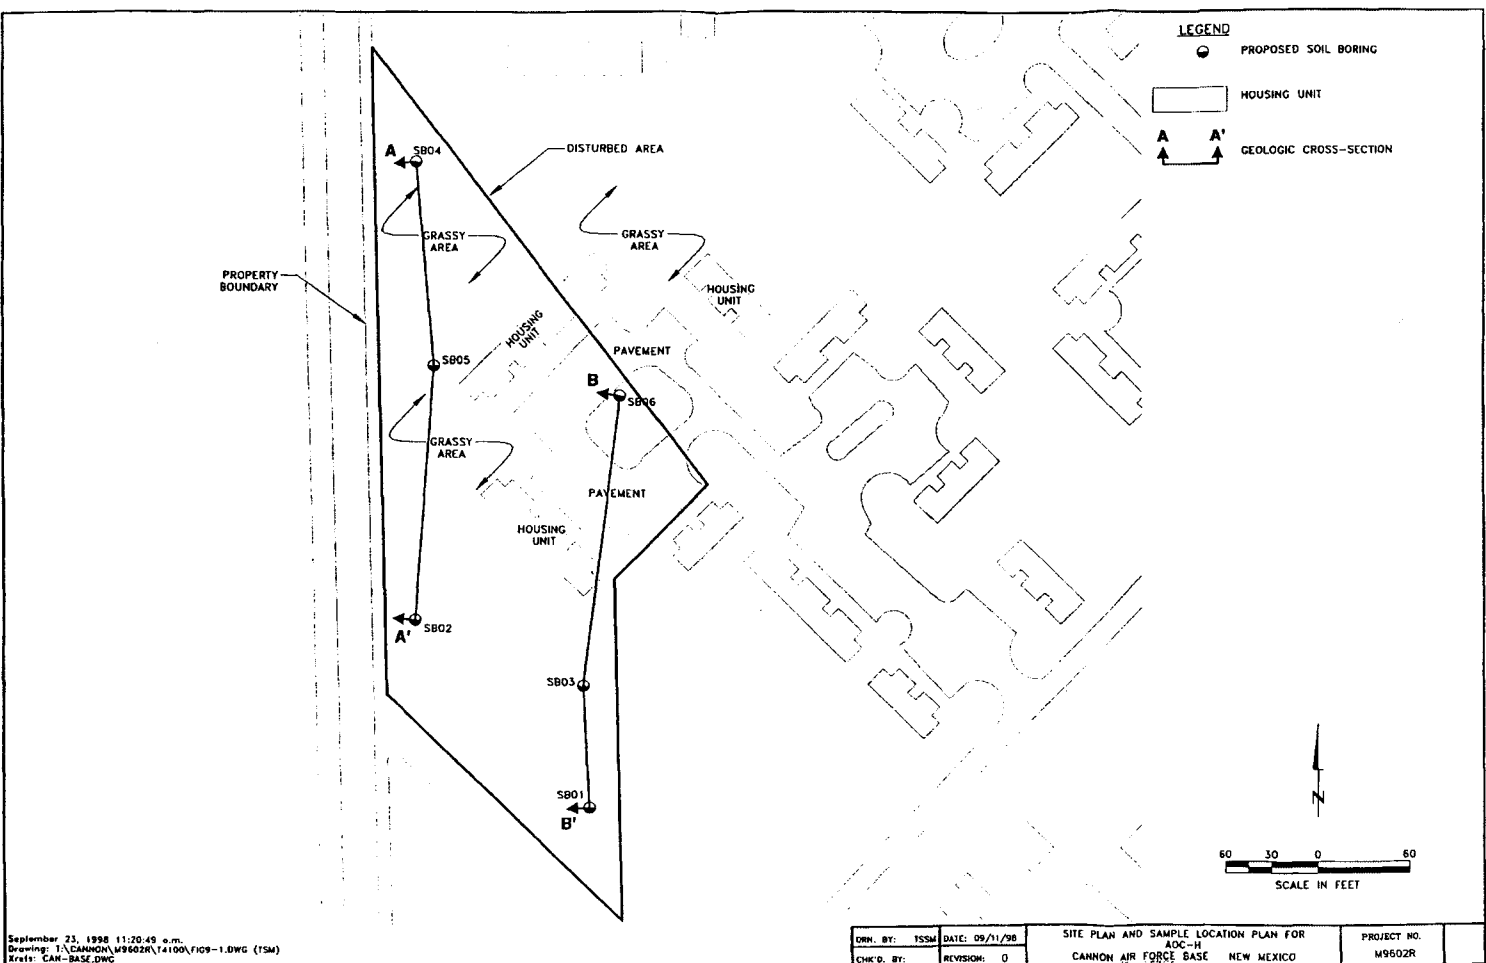 LEGEND
PROPOSED SOIL BORING
HOUSING UNIT
A A'
GEOLOGIC CROSS-SECTION
A SB04
DISTURBED AREA
GRASSY
AREA
GRASSY
AREA
PROPERTY
BOUNDARY
HOUSING
UNIT
HOUSING
UNIT
PAVEMENT
SB05
B
SB06
GRASSY
AREA
PAVEMENT
HOUSING
UNIT
A'
SB02
SB03
SB01
B'
N
60 30 0 60
SCALE IN FEET
September 23, 1998 11:20:49 a.m.
Drawing: T:\CANNON\M9602R\T4100\FIG9-1.DWG (TSM)
Xrefs: CAN-BASE.DWG
DRN. BY: TSSM DATE: 09/11/98
CHK'D. BY: REVISION: 0
SITE PLAN AND SAMPLE LOCATION PLAN FOR
AOC-H
CANNON AIR FORCE BASE NEW MEXICO
PROJECT NO.
M9602R